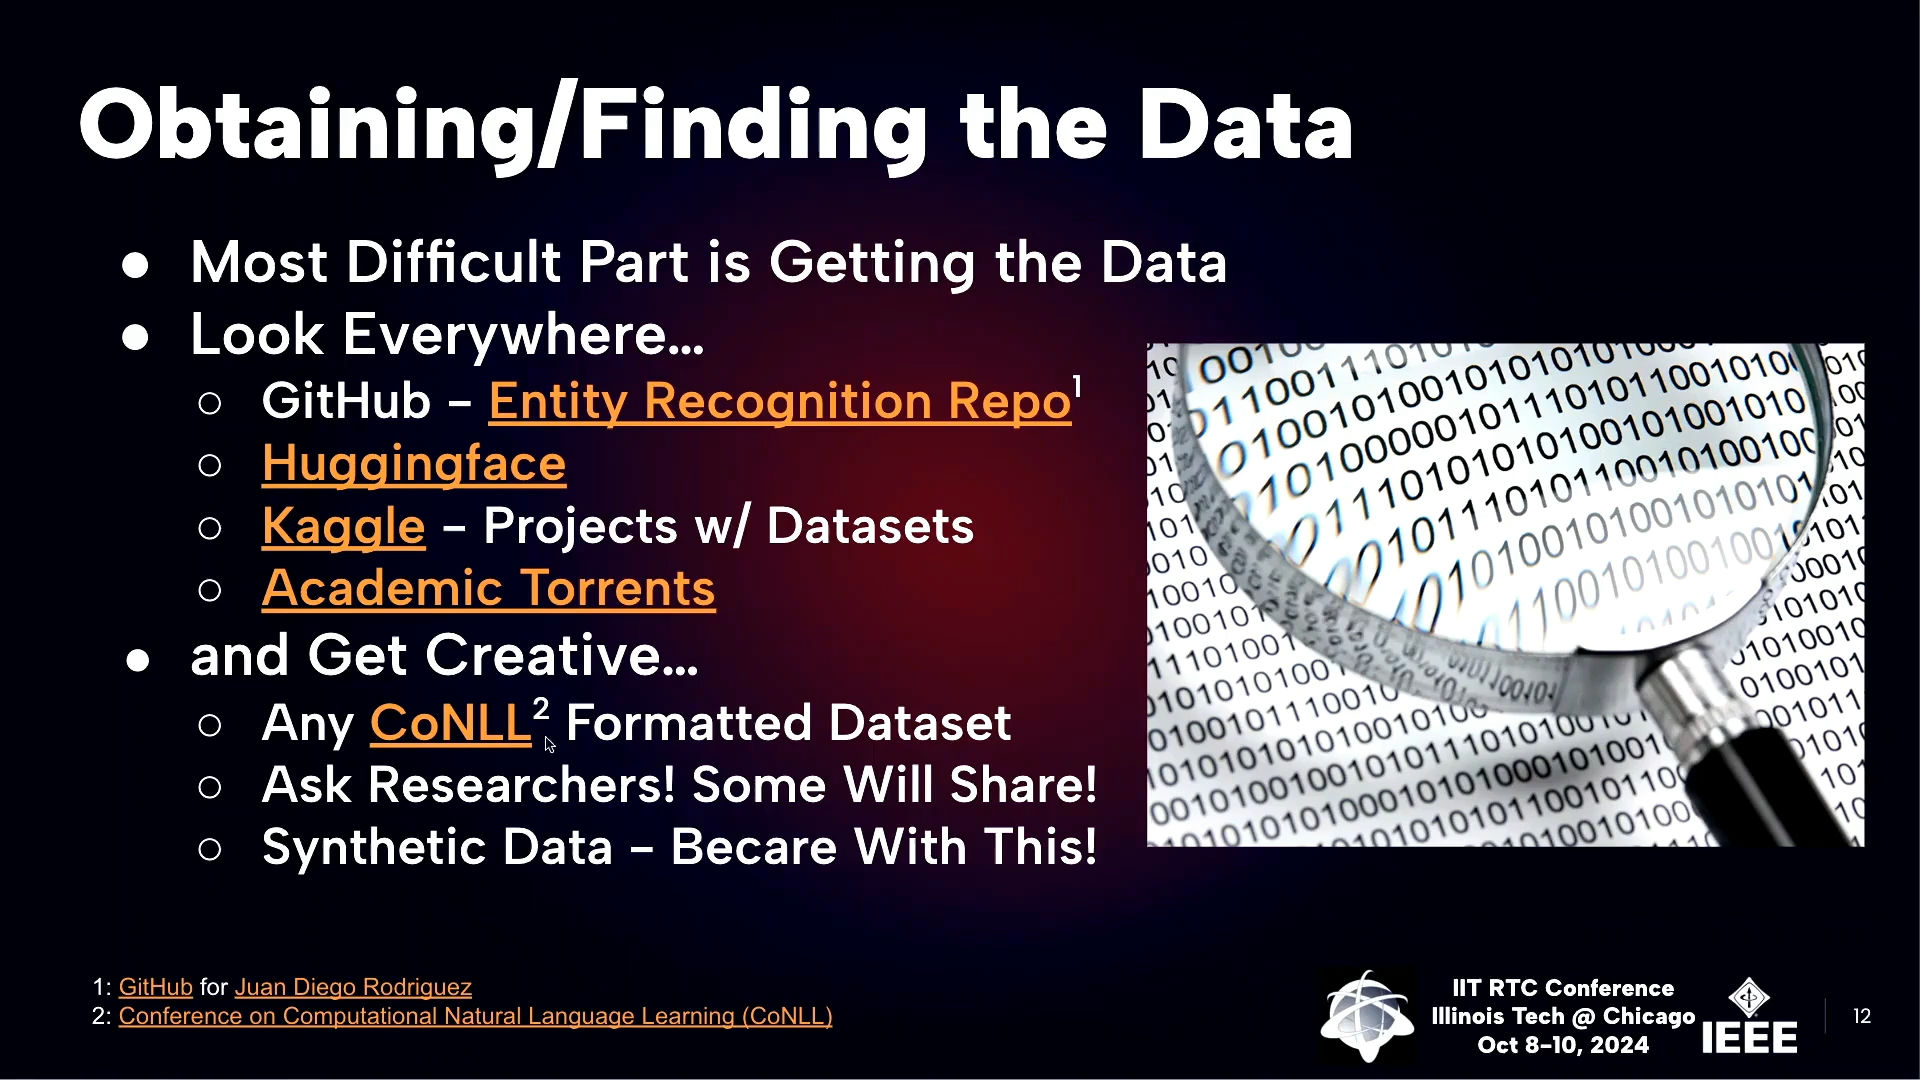 Obtaining/Finding the Data
● Most Difficult Part is Getting the Data
● Look Everywhere...
○ GitHub – Entity Recognition Repo¹
○ Huggingface
○ Kaggle – Projects w/ Datasets
○ Academic Torrents
● and Get Creative...
○ Any CoNLL² Formatted Dataset
○ Ask Researchers! Some Will Share!
○ Synthetic Data – Becare With This!
1: GitHub for Juan Diego Rodriguez
2: Conference on Computational Natural Language Learning (CoNLL)
IIT RTC Conference
Illinois Tech @ Chicago
Oct 8-10, 2024
IEEE
12